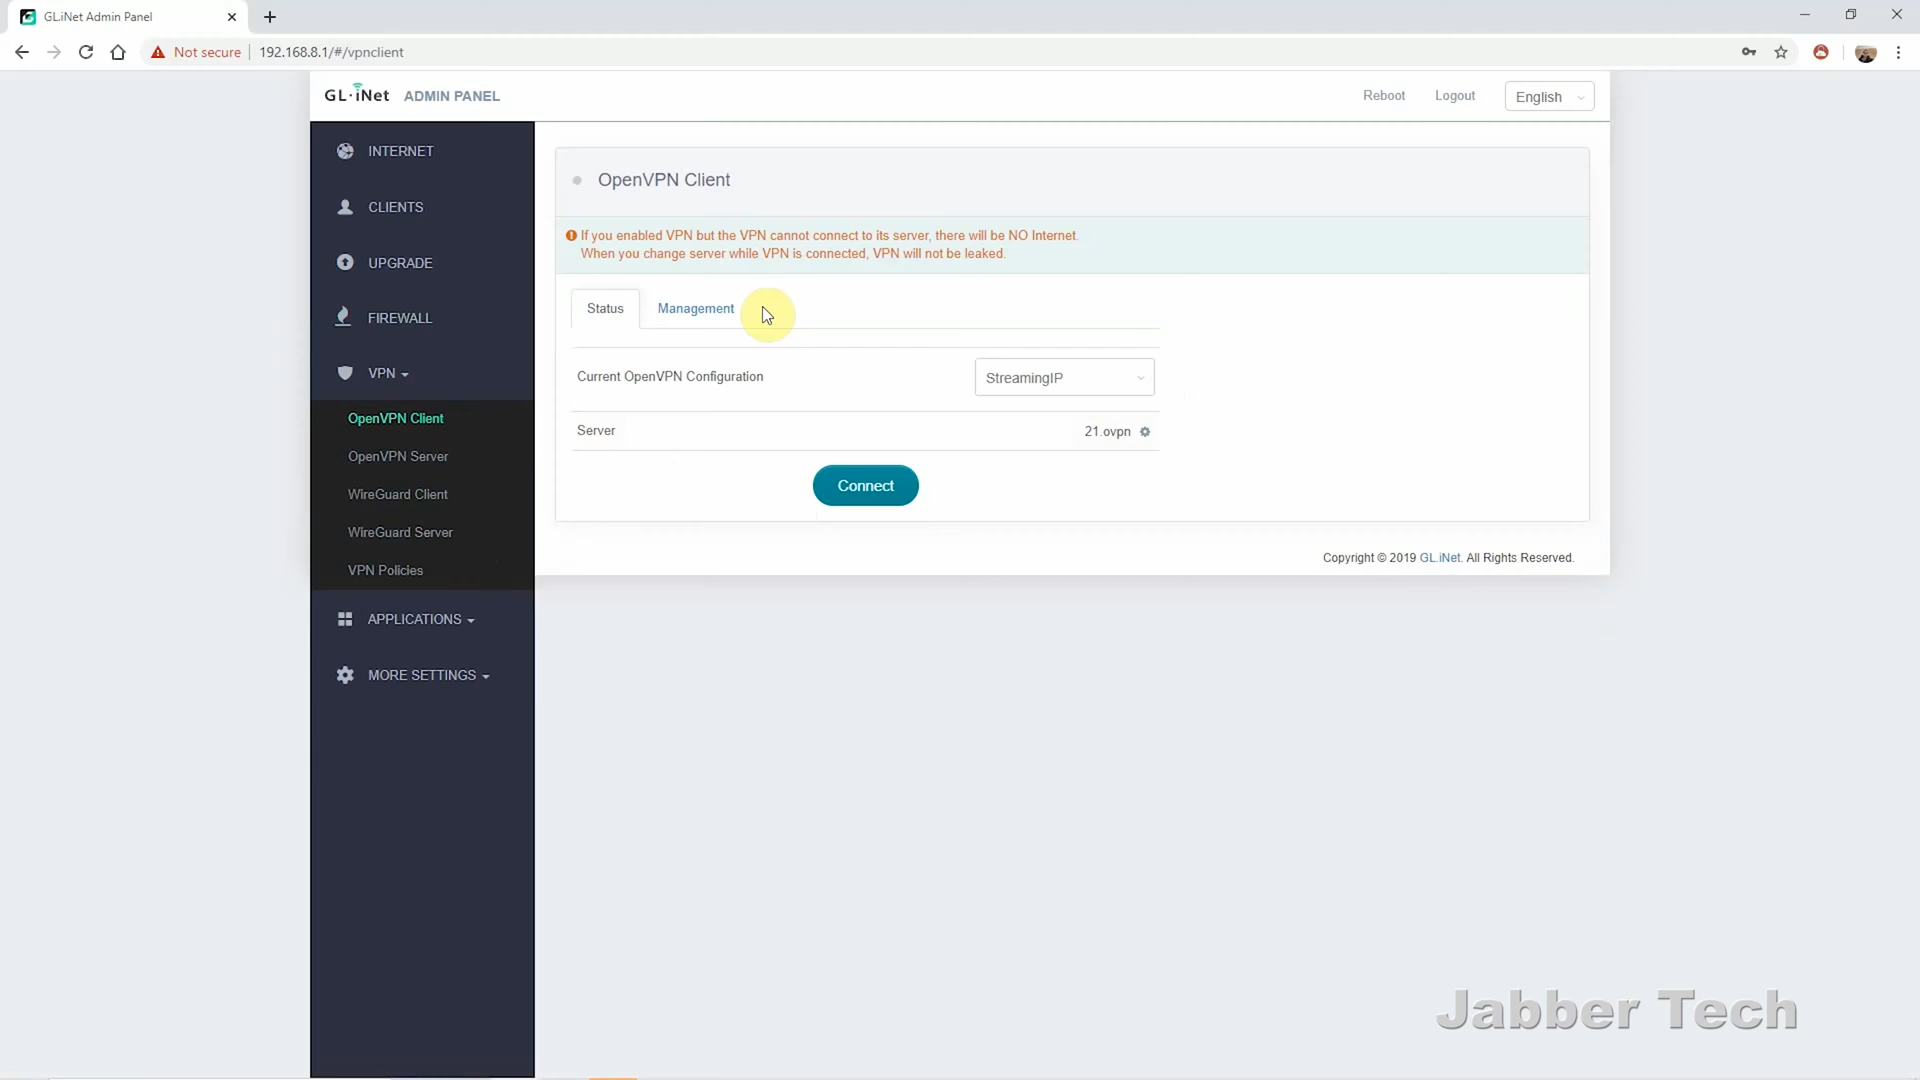 GL.iNet Admin Panel
Not secure
192.168.8.1/#/vpnclient
GL·iNet ADMIN PANEL
Reboot
Logout
English
INTERNET
CLIENTS
UPGRADE
FIREWALL
VPN
OpenVPN Client
OpenVPN Server
WireGuard Client
WireGuard Server
VPN Policies
APPLICATIONS
MORE SETTINGS
OpenVPN Client
If you enabled VPN but the VPN cannot connect to its server, there will be NO Internet.
When you change server while VPN is connected, VPN will not be leaked.
Status
Management
Current OpenVPN Configuration
StreamingIP
Server
21.ovpn
Connect
Copyright © 2019 GL.iNet. All Rights Reserved.
Jabber Tech